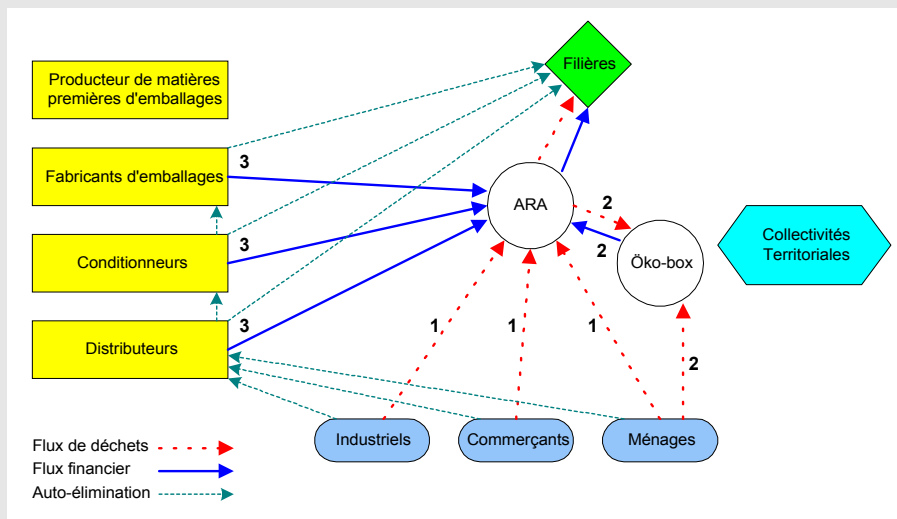 Producteur de matières
premières d'emballages
Filières
Fabricants d'emballages
3
ARA
2
Collectivités
Territoriales
Conditionneurs
3
2
Öko-box
Distributeurs
3
1
1
1
2
Industriels
Commerçants
Ménages
Flux de déchets
Flux financier
Auto-élimination